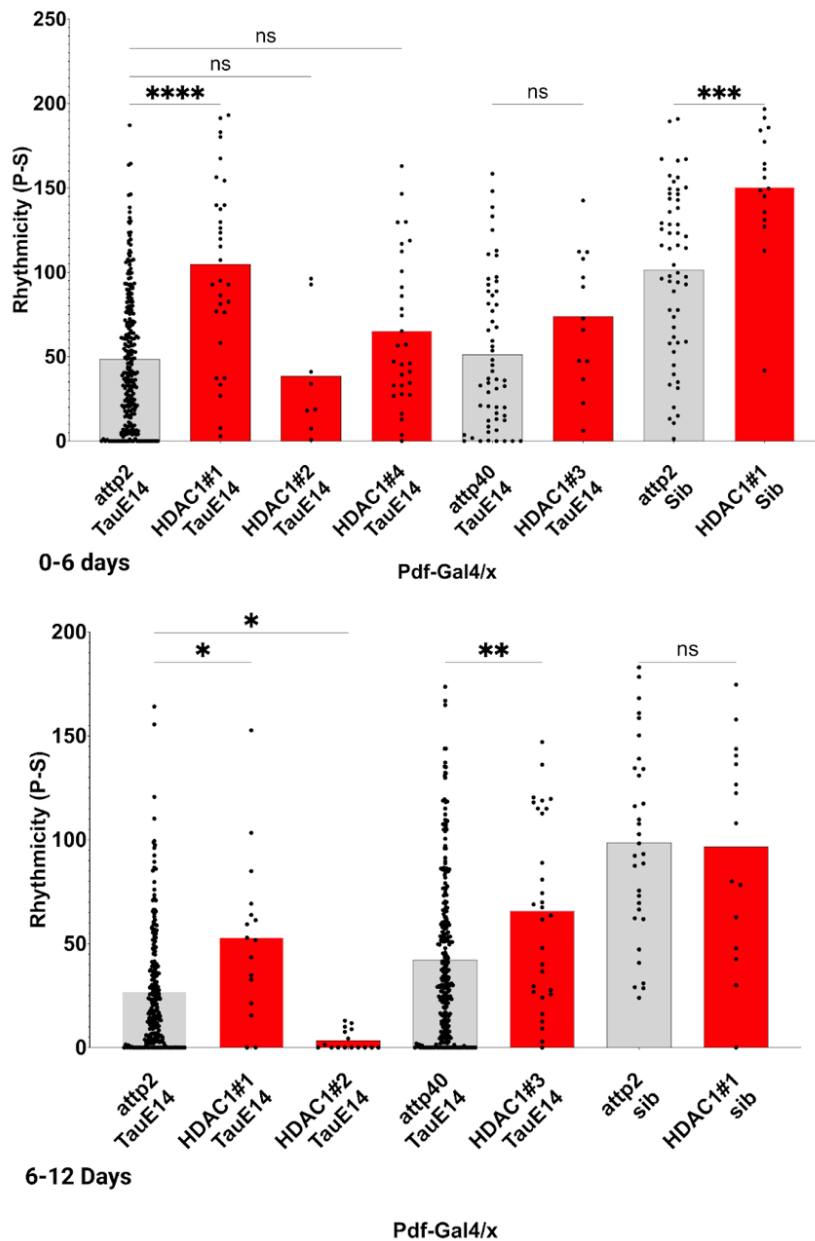 250
200
150
100
50
0
Rhythmicity (P-S)
ns
ns
****
ns
***
attp2 TauE14
HDAC1#1 TauE14
HDAC1#2 TauE14
HDAC1#4 TauE14
attp40 TauE14
HDAC1#3 TauE14
attp2 Sib
HDAC1#1 Sib
0-6 days
Pdf-Gal4/x
200
150
100
50
0
Rhythmicity (P-S)
*
*
**
ns
attp2 TauE14
HDAC1#1 TauE14
HDAC1#2 TauE14
attp40 TauE14
HDAC1#3 TauE14
attp2 sib
HDAC1#1 sib
6-12 Days
Pdf-Gal4/x